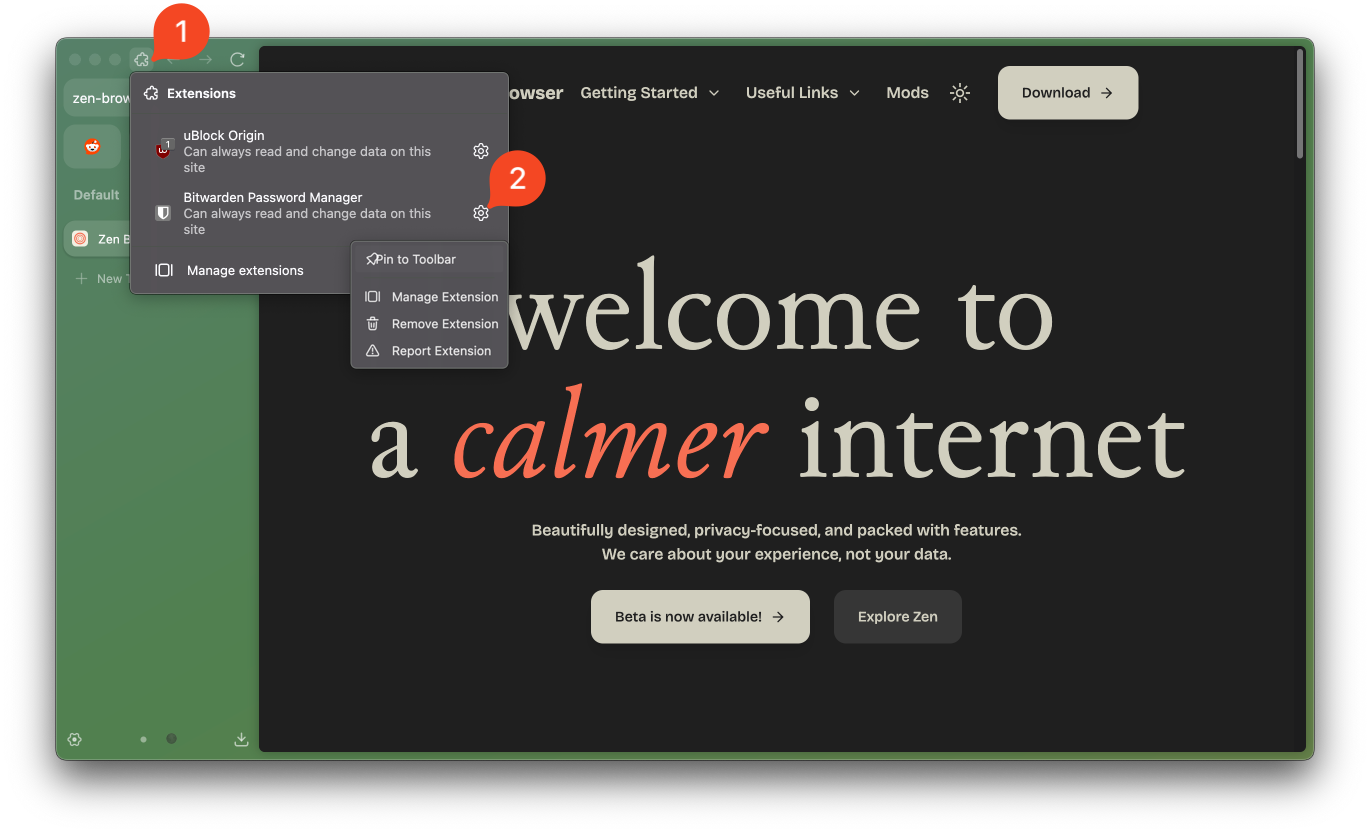 1
zen-brow
Extensions
uBlock Origin
Can always read and change data on this
site
1
Bitwarden Password Manager
Can always read and change data on this
site
2
Manage extensions
Pin to Toolbar
Manage Extension
Remove Extension
Report Extension
Default
Zen B
New T
owser
Getting Started
Useful Links
Mods
Download
welcome to
a calmer internet
Beautifully designed, privacy-focused, and packed with features.
We care about your experience, not your data.
Beta is now available!
Explore Zen